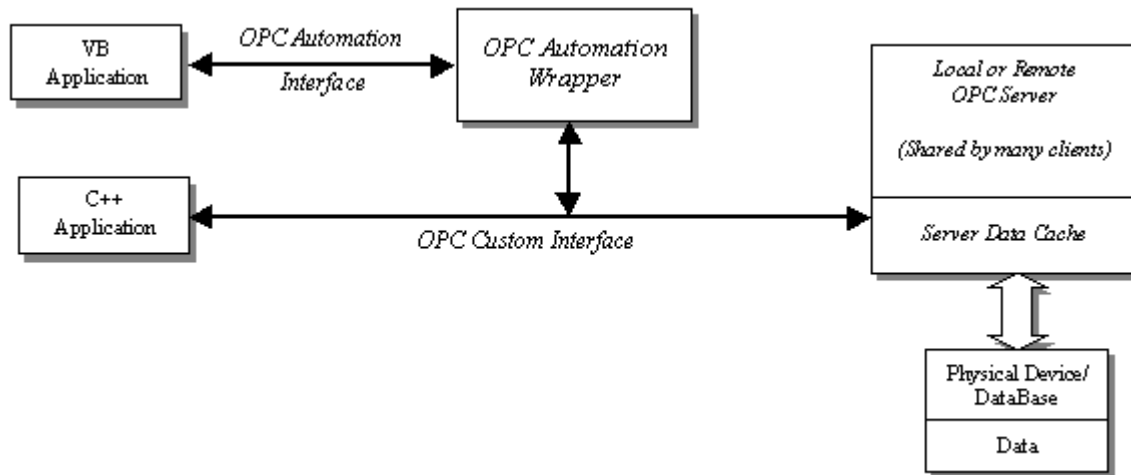 VB
Application
OPC Automation
Interface
OPC Automation
Wrapper
Local or Remote
OPC Server
(Shared by many clients)
C++
Application
OPC Custom Interface
Server Data Cache
Physical Device/
DataBase
Data